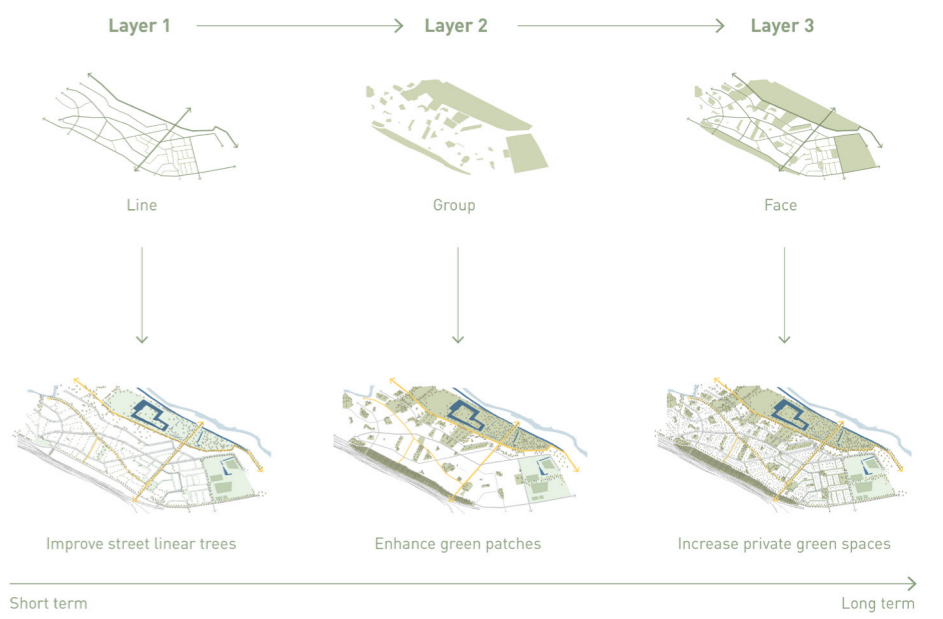 Layer 1
Layer 2
Layer 3
Line
Group
Face
Improve street linear trees
Enhance green patches
Increase private green spaces
Short term
Long term